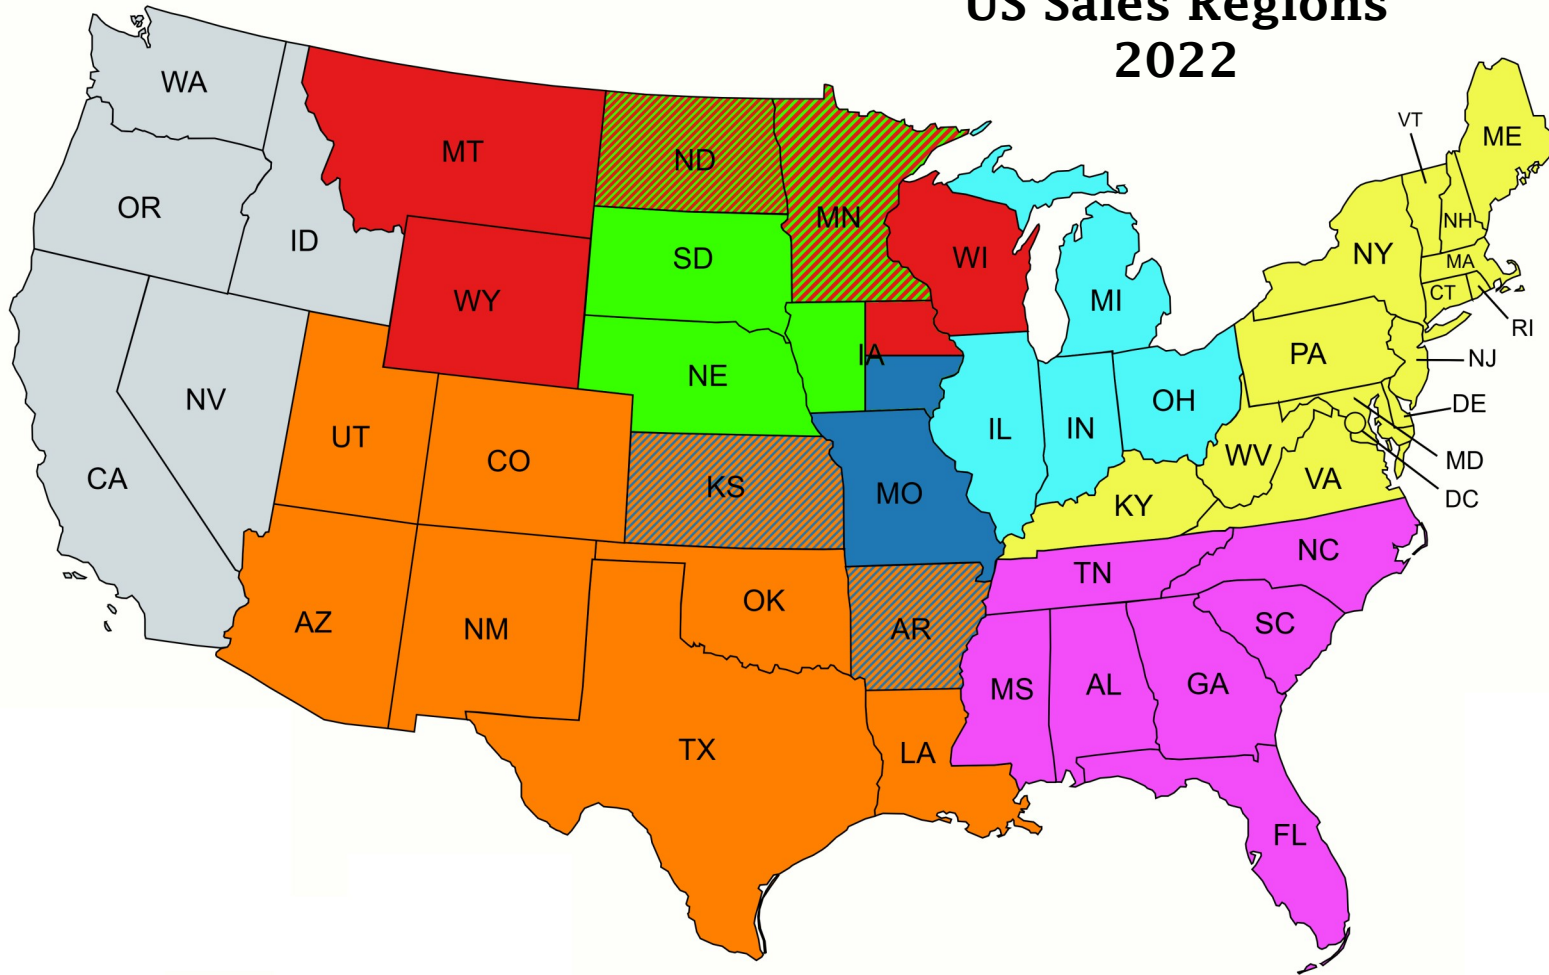 US Sales Regions
2022
WA
MT
ND
MN
VT
ME
OR
ID
SD
WI
NH
NY
MA
WY
MI
CT
RI
IA
PA
NJ
NE
NV
OH
DE
UT
CO
IL
IN
WV
MD
CA
KS
MO
VA
DC
KY
NC
TN
AZ
NM
OK
AR
SC
MS
AL
GA
TX
LA
FL